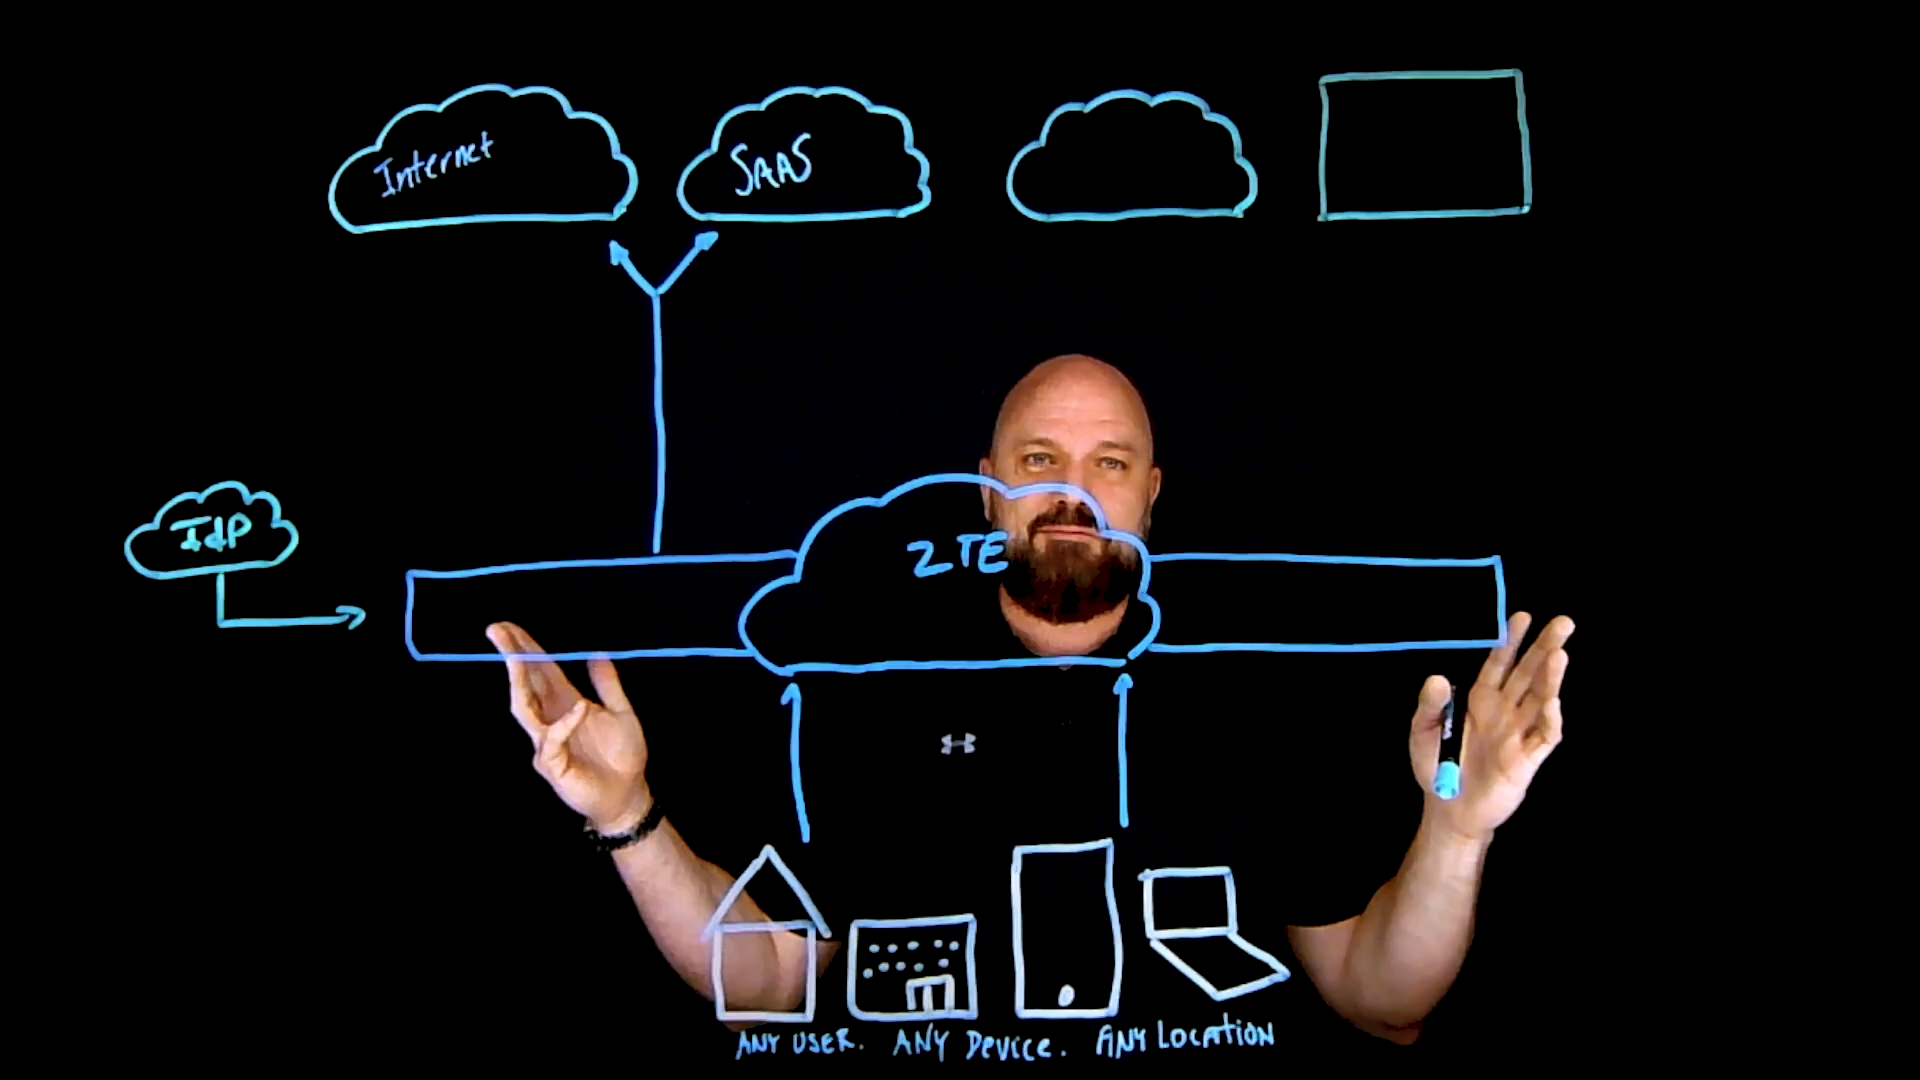 Internet
SAAS
IdP
ZTE
ANY USER. ANY Device. ANY LOCATION